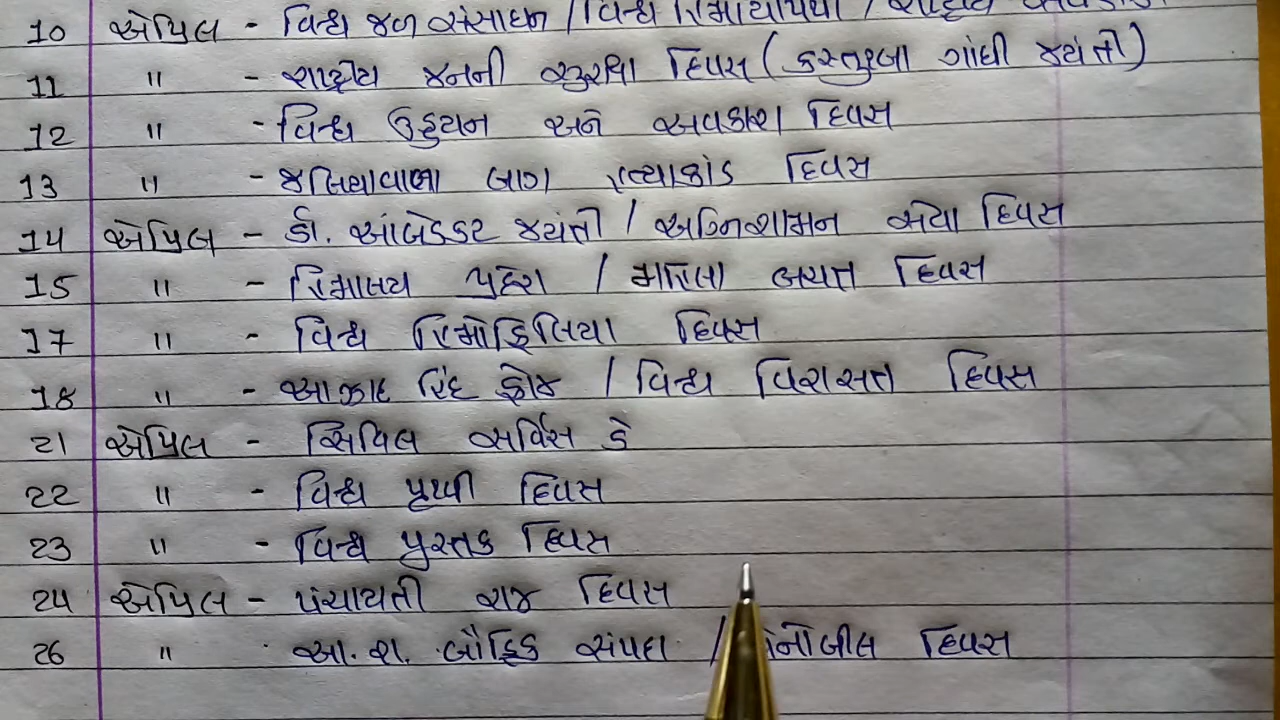 10 એપ્રિલ - વિશ્વ જળ સંસાધન /
11 " - રાષ્ટ્રીય જનની સુરક્ષા દિવસ (કસ્તુરબા ગાંધી જયંતી)
12 " - વિશ્વ ઉડ્ડયન અને અવકાશ દિવસ
13 " - જલિયાવાલા બાગ હત્યાકાંડ દિવસ
14 એપ્રિલ - ડૉ. આંબેડકર જયંતી / અગ્નિશામન સેવા દિવસ
15 " - હિમાલય પ્રદેશ / મહિલા બચત દિવસ
17 " - વિશ્વ હિમોફિલિયા દિવસ
18 " - આઝાદ હિંદ ફોજ / વિશ્વ વિરાસત દિવસ
21 એપ્રિલ - સિવિલ સર્વિસ ડે
22 " - વિશ્વ પૃથ્વી દિવસ
23 " - વિશ્વ પુસ્તક દિવસ
24 એપ્રિલ - પંચાયતી રાજ દિવસ
26 " આ. રા. બૌદ્ધિક સંપદા / દિવસ